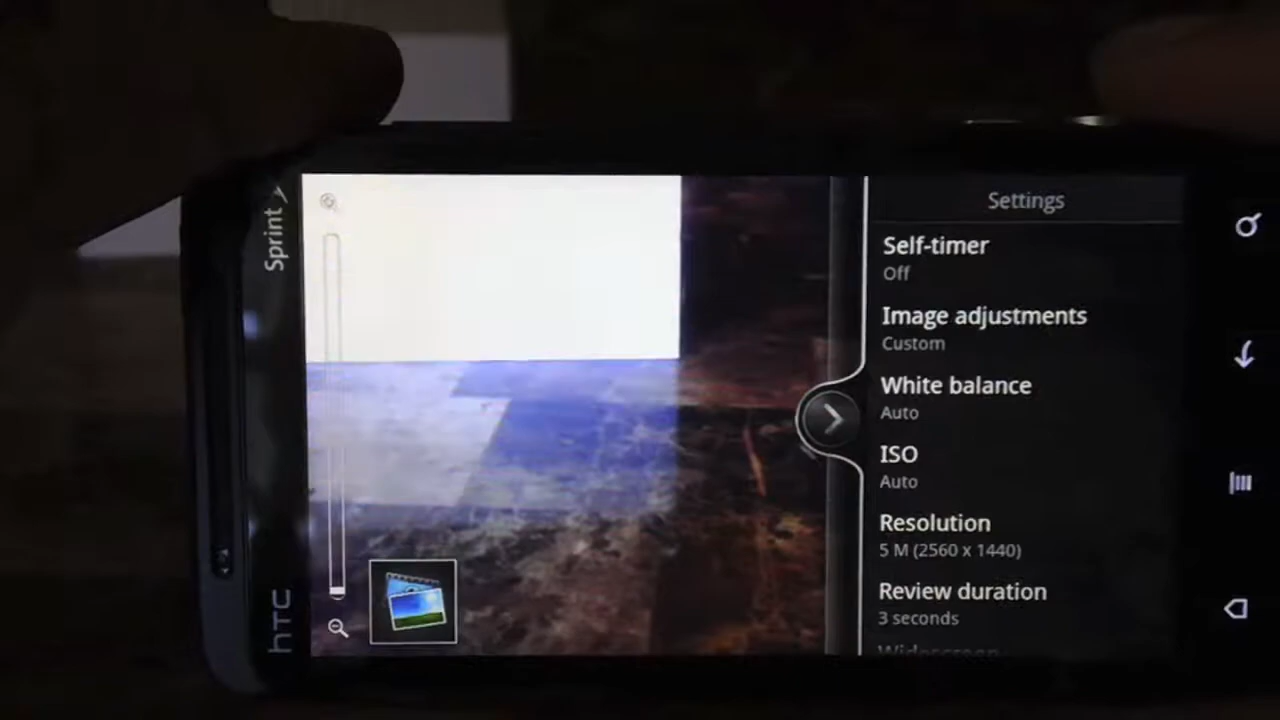 Sprint
hTC
Settings
Self-timer
Off
Image adjustments
Custom
White balance
Auto
ISO
Auto
Resolution
5 M (2560 x 1440)
Review duration
3 seconds
Widescreen